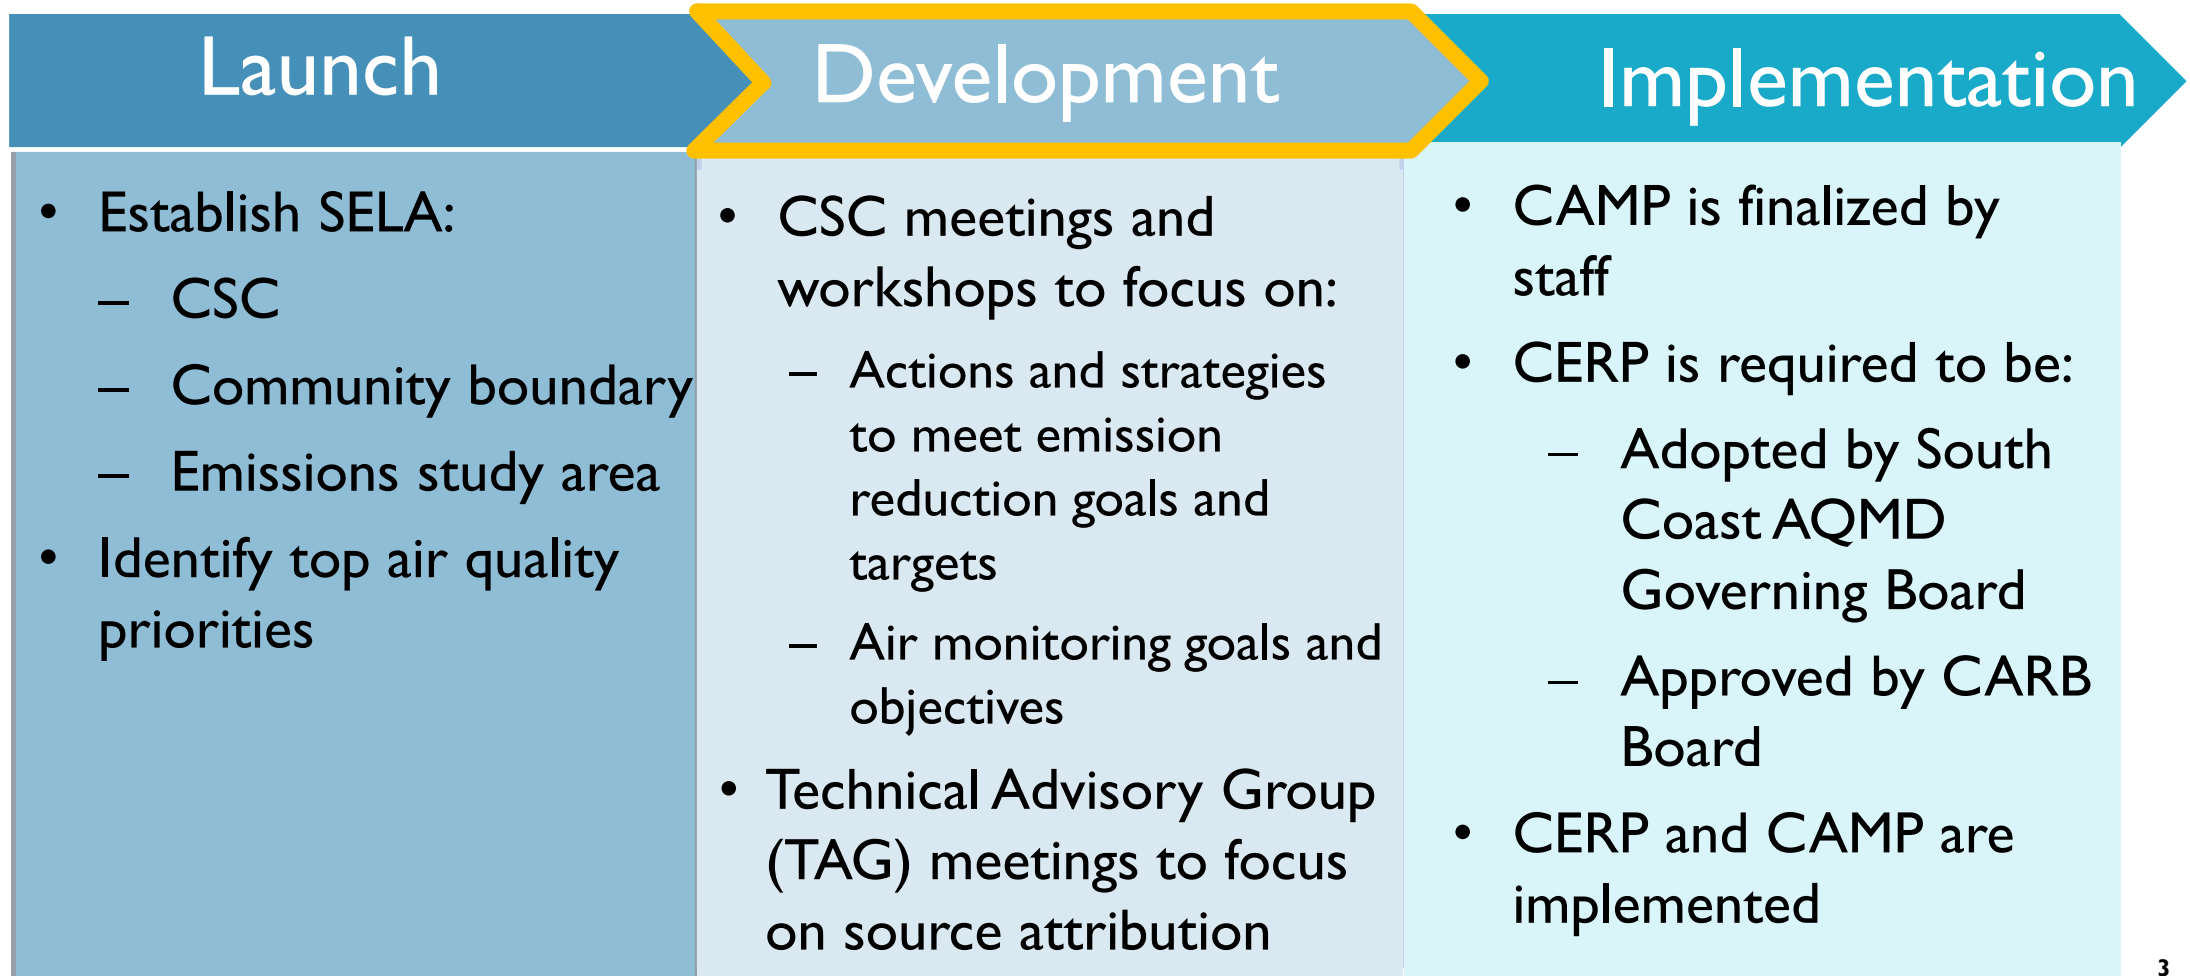 Launch
• Establish SELA:
– CSC
– Community boundary
– Emissions study area
• Identify top air quality
priorities
Development
• CSC meetings and
workshops to focus on:
– Actions and strategies
to meet emission
reduction goals and
targets
– Air monitoring goals and
objectives
• Technical Advisory Group
(TAG) meetings to focus
on source attribution
Implementation
• CAMP is finalized by
staff
• CERP is required to be:
– Adopted by South
Coast AQMD
Governing Board
– Approved by CARB
Board
• CERP and CAMP are
implemented
3